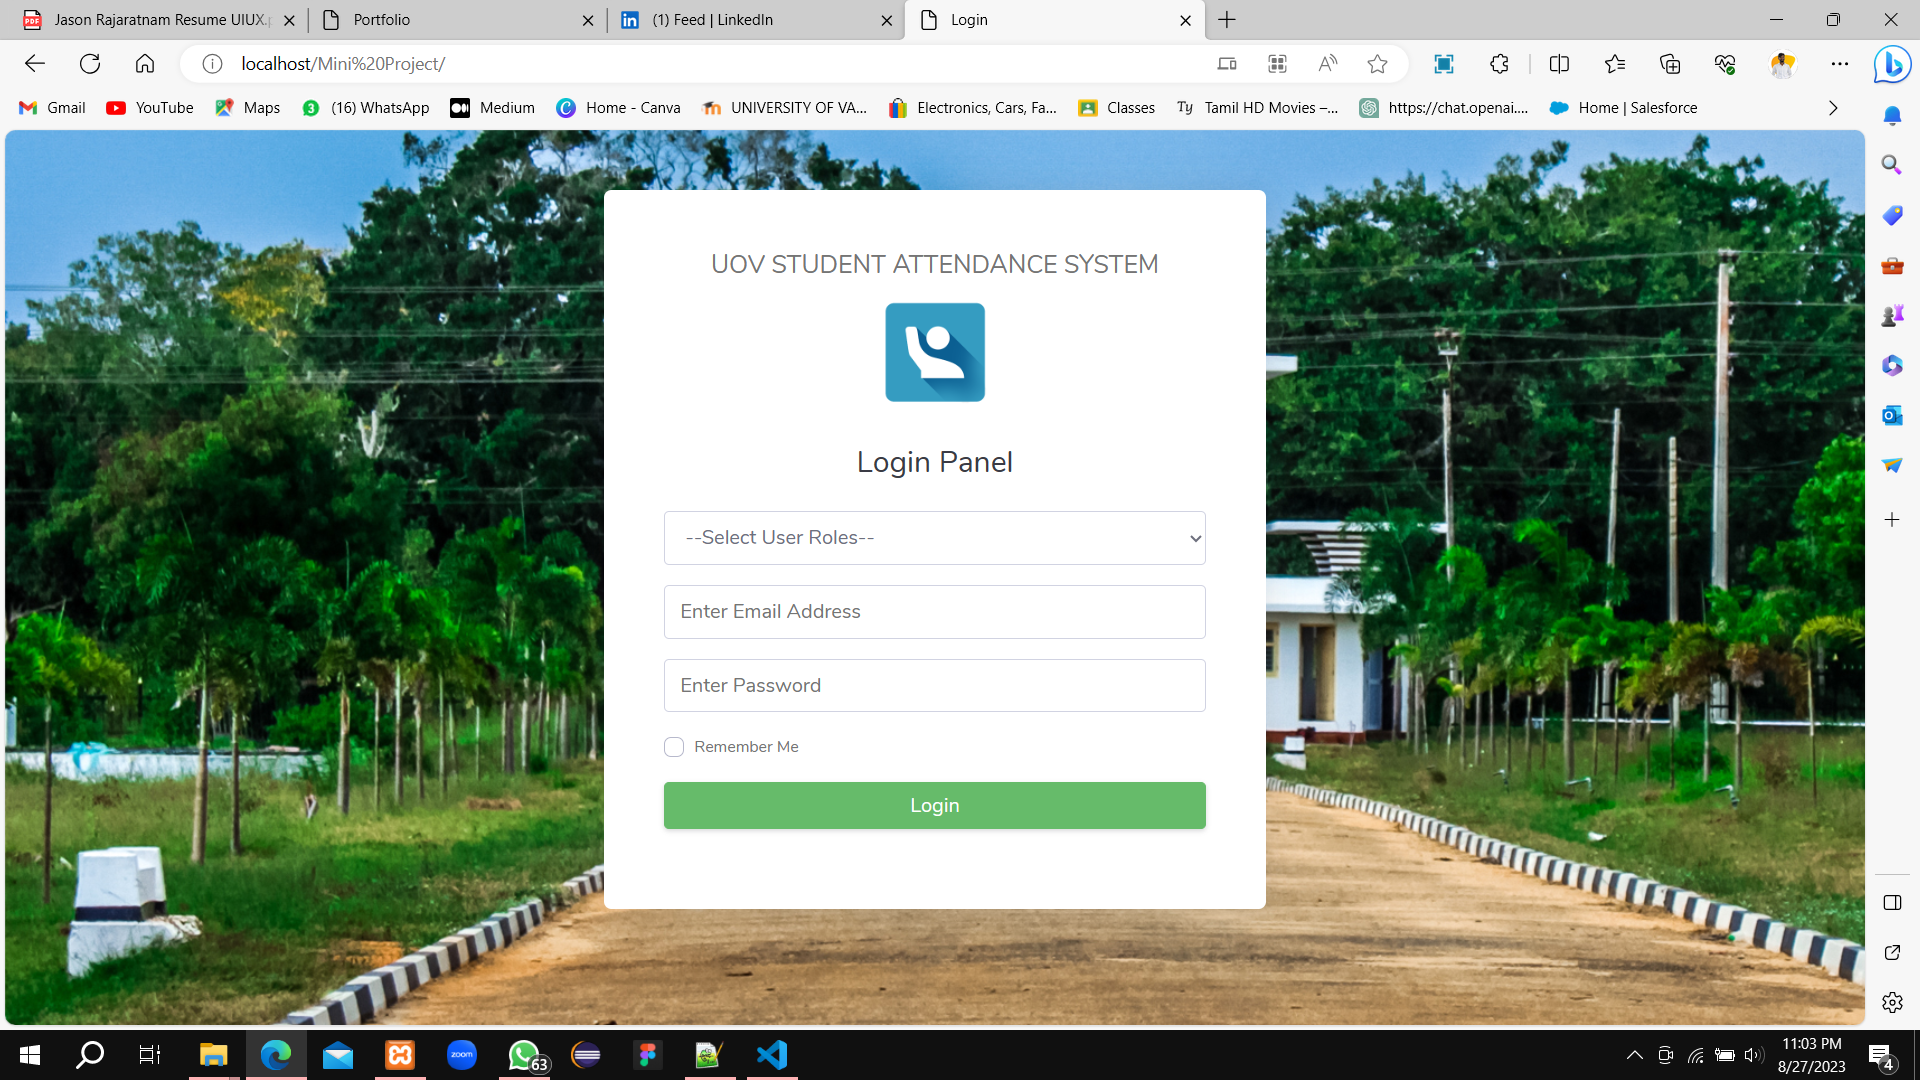 Jason Rajaratnam Resume UIUX.p
Portfolio
(1) Feed | LinkedIn
Login
localhost/Mini%20Project/
Gmail
YouTube
Maps
(16) WhatsApp
Medium
Home - Canva
UNIVERSITY OF VA...
Electronics, Cars, Fa...
Classes
Tamil HD Movies –...
https://chat.openai....
Home | Salesforce
UOV STUDENT ATTENDANCE SYSTEM
Login Panel
--Select User Roles--
Enter Email Address
Enter Password
Remember Me
Login
zoom
63
11:03 PM
8/27/2023
4